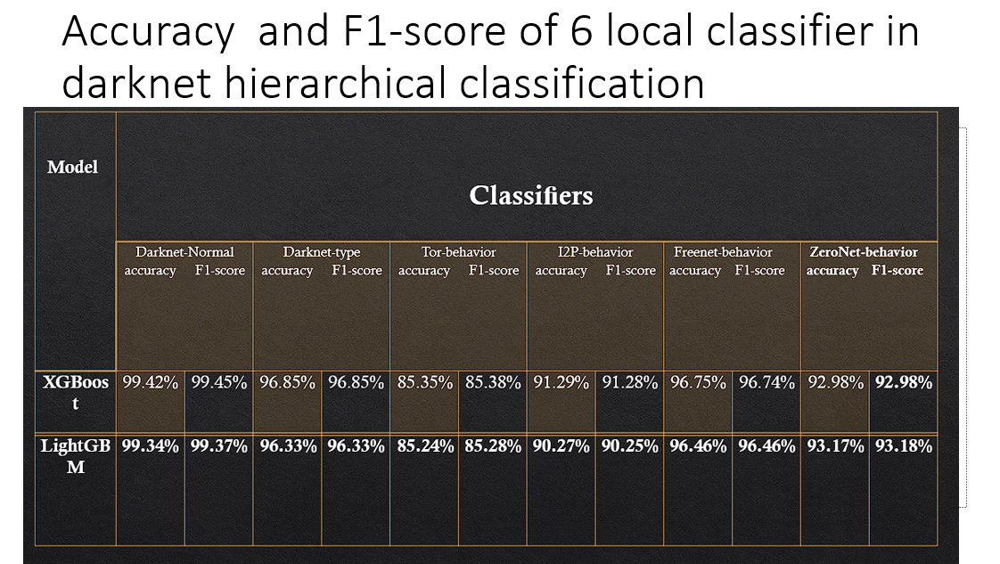 Accuracy  and F1-score of 6 local classifier in
darknet hierarchical classification
Model
Classifiers
Darknet-Normal Darknet-type Tor-behavior I2P-behavior Freenet-behavior ZeroNet-behavior
accuracy F1-score accuracy F1-score accuracy F1-score accuracy F1-score accuracy F1-score accuracy F1-score
XGBoos 99.42% 99.45% 96.85% 96.85% 85.35% 85.38% 91.29% 91.28% 96.75% 96.74% 92.98% 92.98%
t
LightGB 99.34% 99.37% 96.33% 96.33% 85.24% 85.28% 90.27% 90.25% 96.46% 96.46% 93.17% 93.18%
M